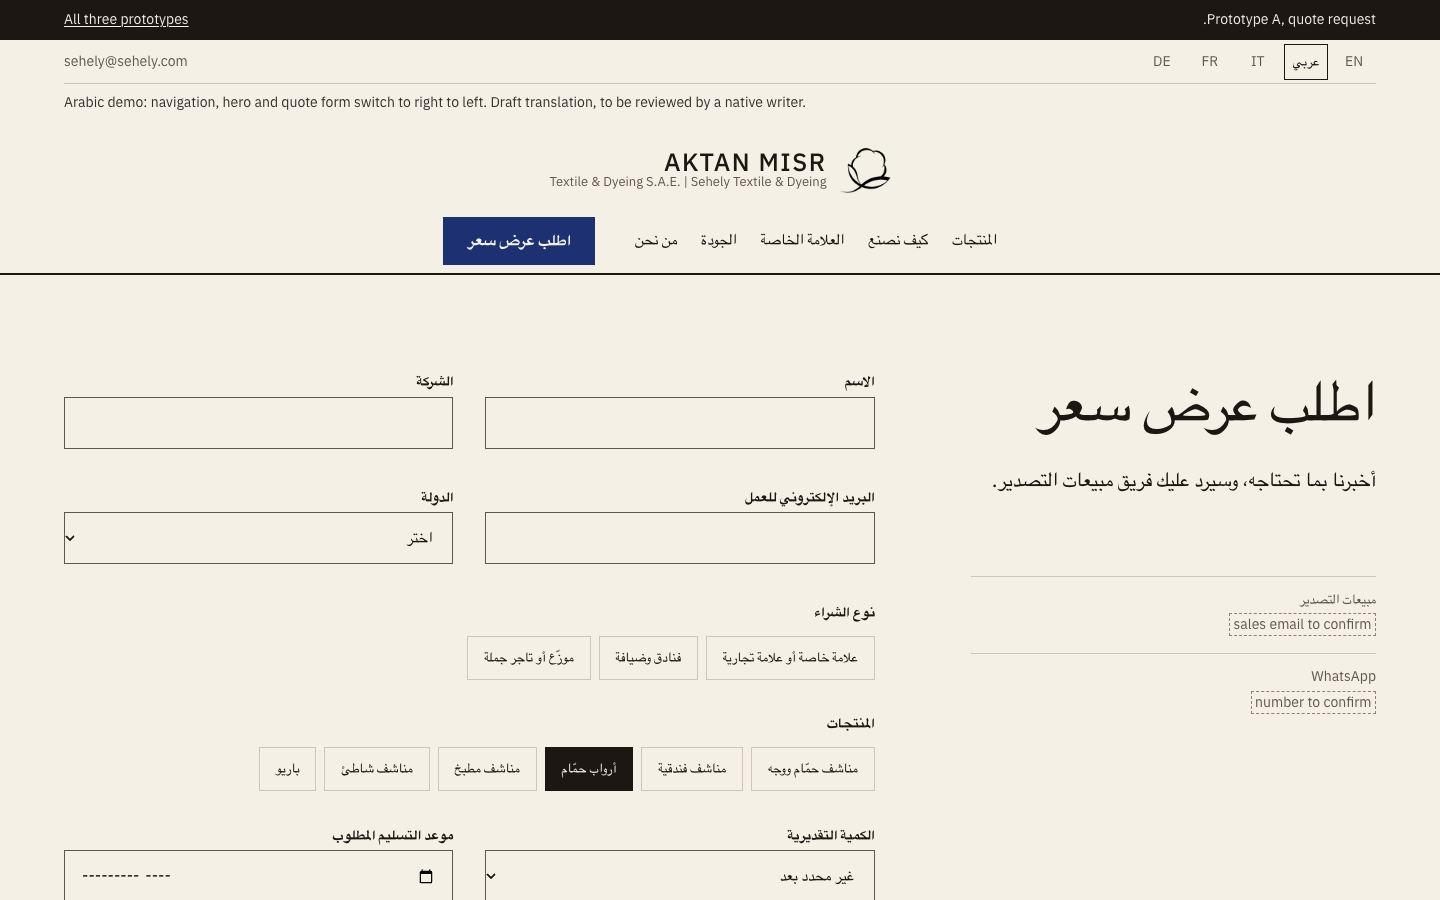 All three prototypes
.Prototype A, quote request
sehely@sehely.com
EN
عربي
IT
FR
DE
Arabic demo: navigation, hero and quote form switch to right to left. Draft translation, to be reviewed by a native writer.
AKTAN MISR
Textile & Dyeing S.A.E. | Sehely Textile & Dyeing
المنتجات
كيف نصنع
العلامة الخاصة
الجودة
من نحن
اطلب عرض سعر
اطلب عرض سعر
أخبرنا بما تحتاجه، وسيرد عليك فريق مبيعات التصدير.
مبيعات التصدير
sales email to confirm
WhatsApp
number to confirm
الاسم
الشركة
البريد الإلكتروني للعمل
الدولة
اختر
نوع الشراء
علامة خاصة أو علامة تجارية
فنادق وضيافة
موزّع أو تاجر جملة
المنتجات
مناشف حمّام ووجه
مناشف فندقية
أرواب حمّام
مناشف مطبخ
مناشف شاطئ
باريو
الكمية التقديرية
موعد التسليم المطلوب
غير محدد بعد
--------- ----